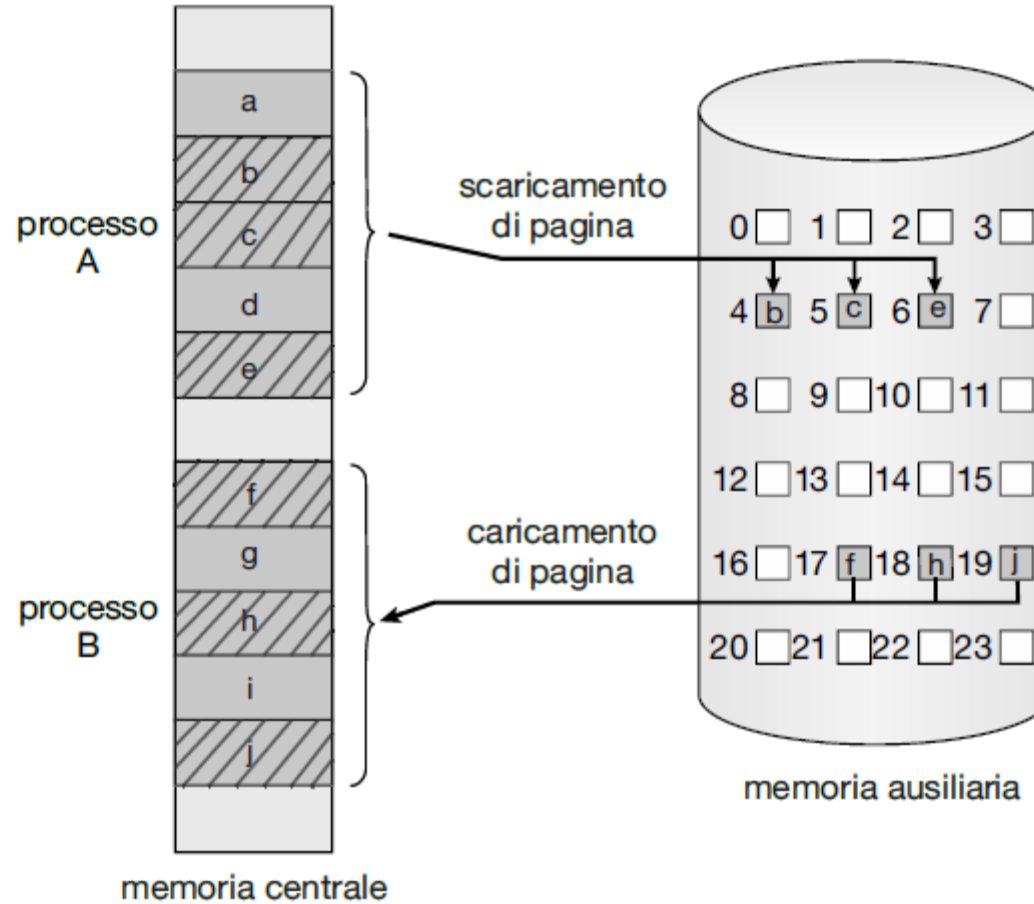 a
b
c
d
e
processo
A
f
g
h
i
j
processo
B
memoria centrale
scaricamento
di pagina
caricamento
di pagina
0 1 2 3
4 b 5 c 6 e 7
8 9 10 11
12 13 14 15
16 17 f 18 h 19 j
20 21 22 23
memoria ausiliaria